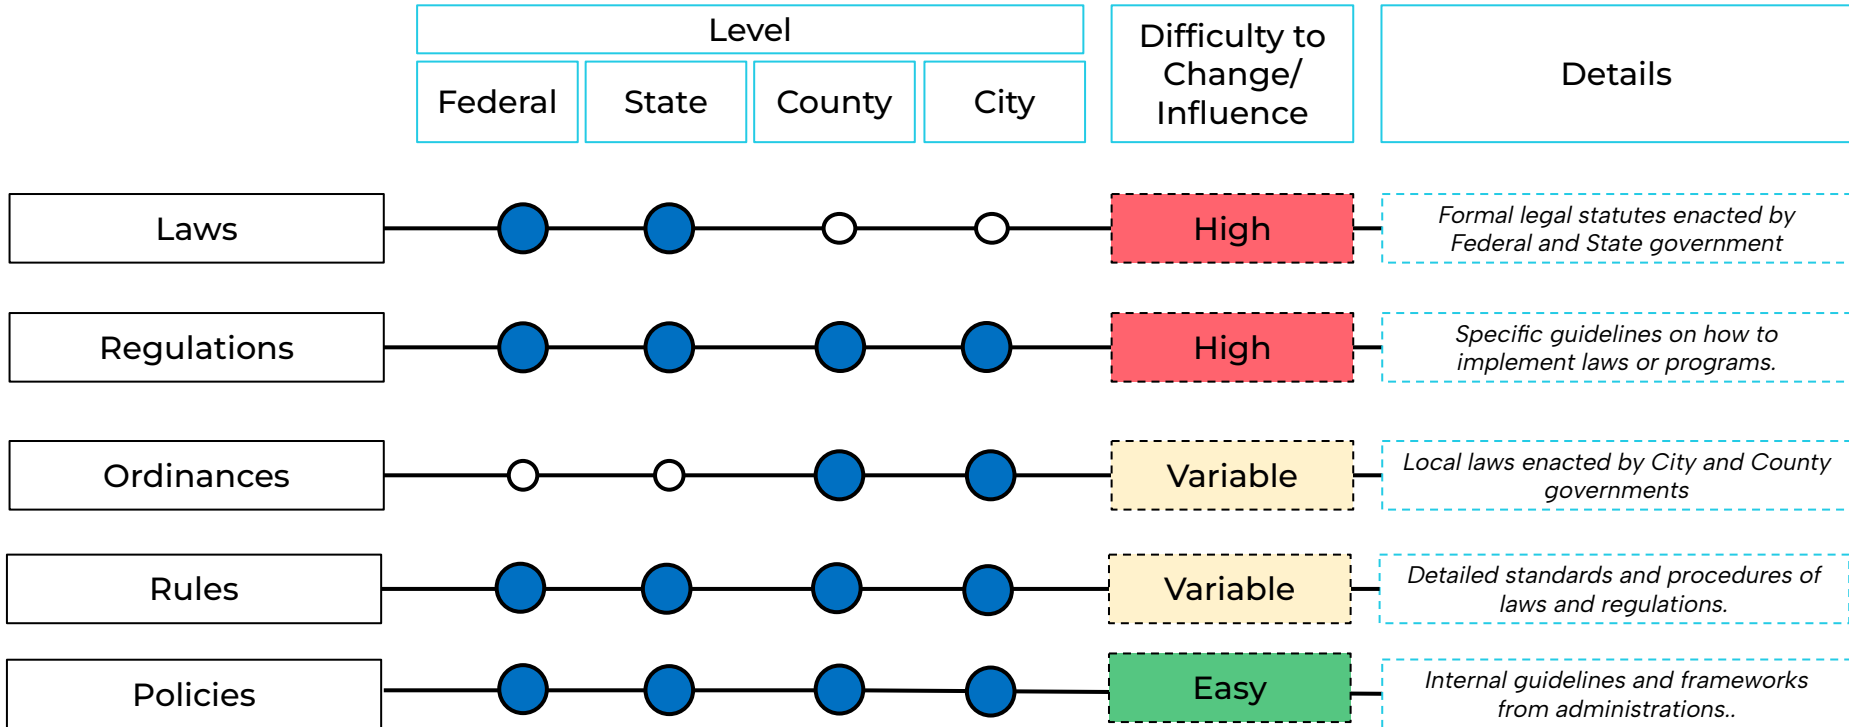 Level
Difficulty to
Change/
Influence
Details
Federal
State
County
City
Laws
High
Formal legal statutes enacted by
Federal and State government
Regulations
High
Specific guidelines on how to
implement laws or programs.
Ordinances
Variable
Local laws enacted by City and County
governments
Rules
Variable
Detailed standards and procedures of
laws and regulations.
Policies
Easy
Internal guidelines and frameworks
from administrations..